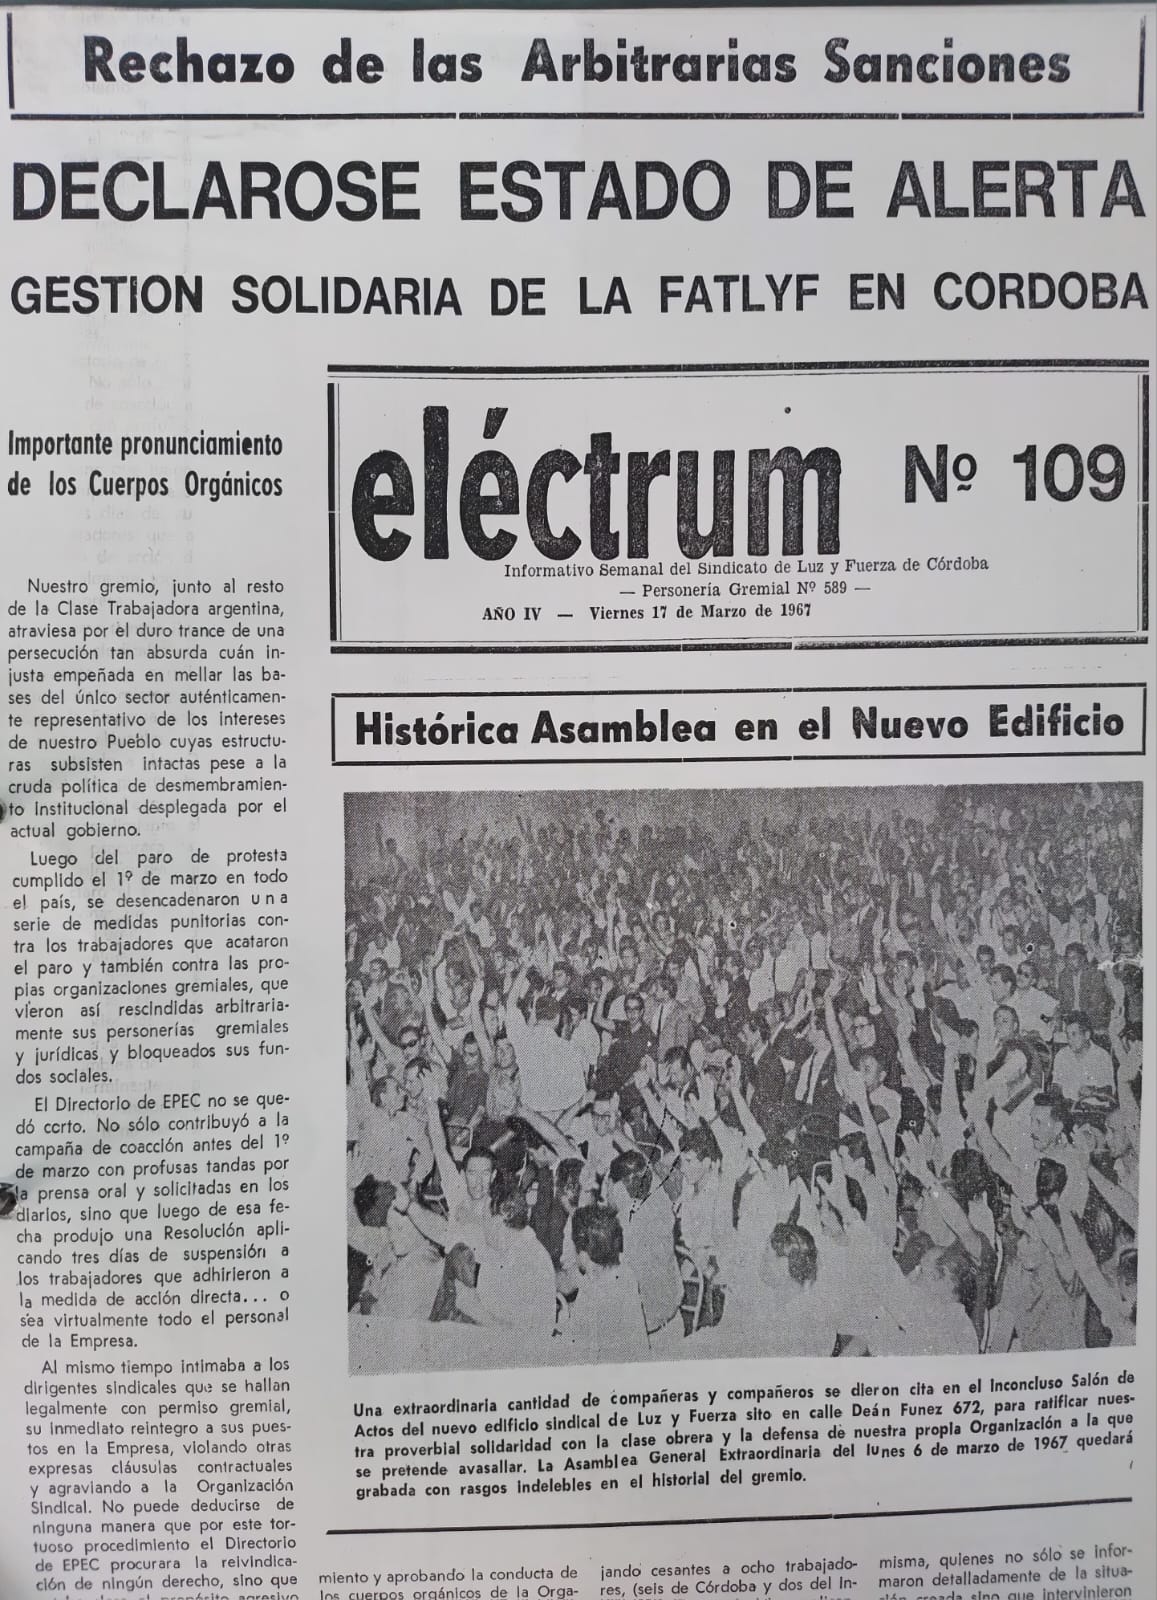 Rechazo de las Arbitrarias Sanciones
DECLAROSE ESTADO DE ALERTA
GESTION SOLIDARIA DE LA FATLYF EN CORDOBA
Importante pronunciamiento
de los Cuerpos Orgánicos
Nuestro gremio, junto al resto
de la Clase Trabajadora argentina,
atraviesa por el duro trance de una
persecución tan absurda cuán in-
justa empeñada en mellar las ba-
ses del único sector auténticamen-
te representativo de los intereses
de nuestro Pueblo cuyas estructu-
ras subsisten intactas pese a la
cruda política de desmembramien-
to Institucional desplegada por el
actual gobierno.
Luego del paro de protesta
cumplido el 1º de marzo en todo
el país, se desencadenaron una
serie de medidas punitorias con-
tra los trabajadores que acataron
el paro y también contra las pro-
pias organizaciones gremiales, que
vieron así rescindidas arbitraria-
mente sus personerías gremiales
y jurídicas y bloqueados sus fun-
dos sociales.
El Directorio de EPEC no se que-
dó corto. No sólo contribuyó a la
campaña de coacción antes del 1º
de marzo con profusas tandas por
la prensa oral y solicitadas en los
diarios, sino que luego de esa fe-
cha produjo una Resolución apli-
cando tres días de suspensión a
los trabajadores que adhirieron a
la medida de acción directa... o
sea virtualmente todo el personal
de la Empresa.
Al mismo tiempo intimaba a los
dirigentes sindicales que se hallan
legalmente con permiso gremial,
su inmediato reintegro a sus pues-
tos en la Empresa, violando otras
expresas cláusulas contractuales
y agraviando a la Organización
Sindical. No puede deducirse de
ninguna manera que por este tor-
tuoso procedimiento el Directorio
de EPEC procurara la reivindica-
ción de ningún derecho, sino que
propósito agresivo
eléctrum Nº 109
Informativo Semanal del Sindicato de Luz y Fuerza de Córdoba
— Personería Gremial Nº 589 —
AÑO IV — Viernes 17 de Marzo de 1967
Histórica Asamblea en el Nuevo Edificio
Una extraordinaria cantidad de compañeras y compañeros se dieron cita en el Inconcluso Salón de
Actos del nuevo edificio sindical de Luz y Fuerza sito en calle Deán Funez 672, para ratificar nues-
tra proverbial solidaridad con la clase obrera y la defensa de nuestra propia Organización a la que
se pretende avasallar. La Asamblea General Extraordinaria del lunes 6 de marzo de 1967 quedará
grabada con rasgos indelebles en el historial del gremio.
miento y aprobando la conducta de
los cuerpos orgánicos de la Orga-
jando cesantes a ocho trabajado-
res, (seis de Córdoba y dos del In-
misma, quienes no sólo se infor-
maron detalladamente de la situa-
creada sino que intervinieron